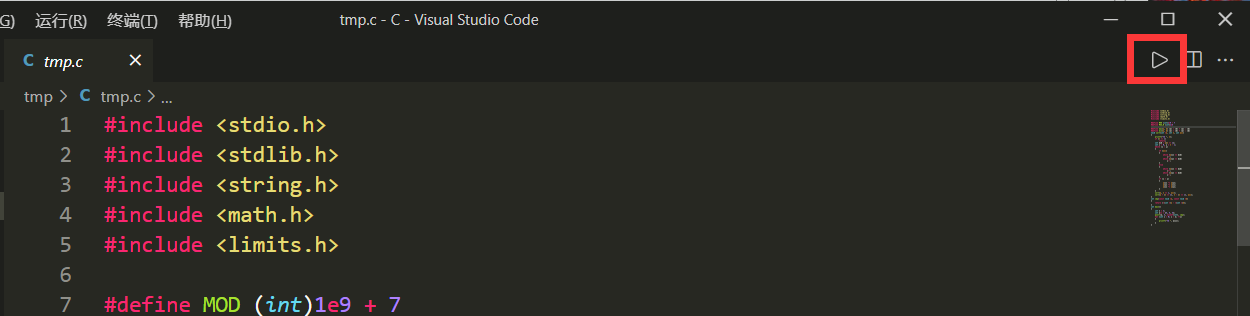 G) 运行(R) 终端(T) 帮助(H) tmp.c - C - Visual Studio Code
C tmp.c
tmp > C tmp.c > ...
1 #include <stdio.h>
2 #include <stdlib.h>
3 #include <string.h>
4 #include <math.h>
5 #include <limits.h>
6
7 #define MOD (int)1e9 + 7